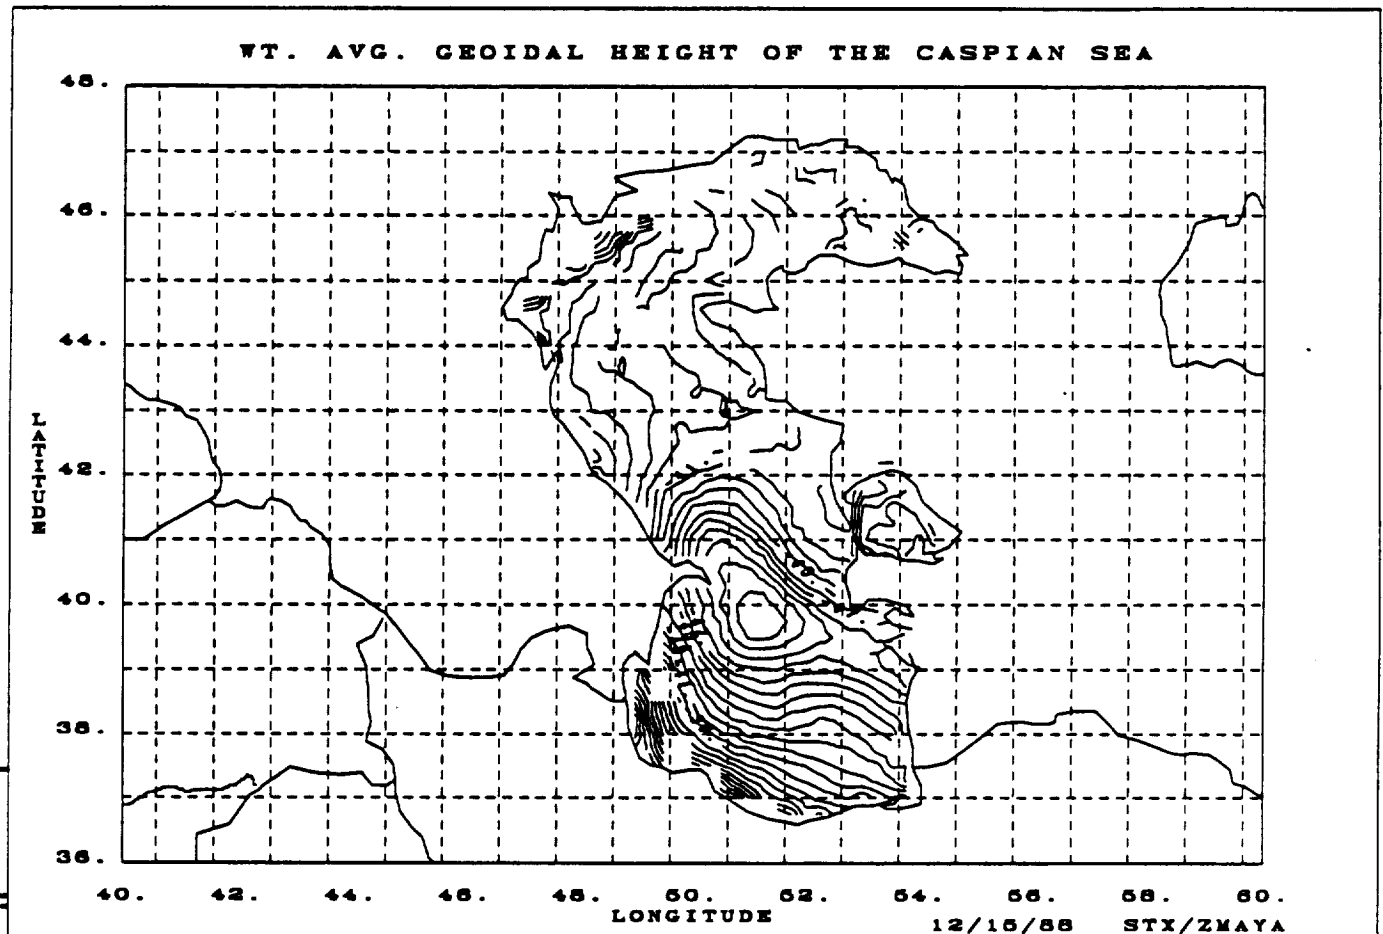 WT. AVG. GEOIDAL HEIGHT OF THE CASPIAN SEA
48.
46.
44.
42.
40.
38.
36.
LATITUDE
40. 42. 44. 46. 48. 50. 52. 54. 56. 58. 60.
LONGITUDE
12/15/88 STX/ZMAYA